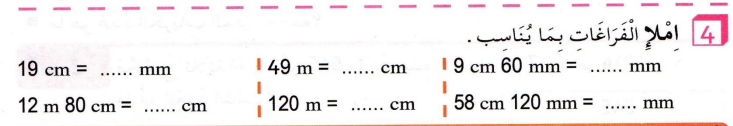 4 اِمْلَإِ الْفَرَاغَاتِ بِمَا يُنَاسِب .
19 cm = ...... mm 49 m = ...... cm 9 cm 60 mm = ...... mm
12 m 80 cm = ...... cm 120 m = ...... cm 58 cm 120 mm = ...... mm